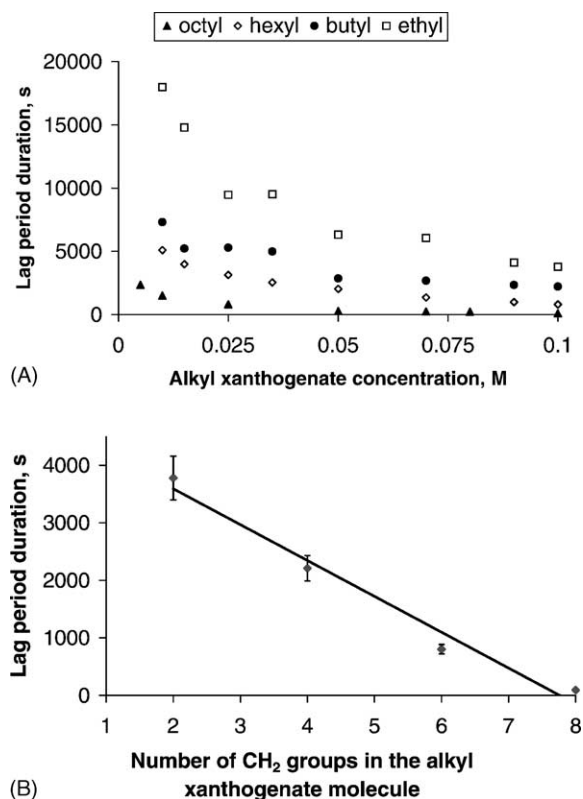 ▲ octyl ◇ hexyl ● butyl □ ethyl
20000
15000
10000
5000
0
Lag period duration, s
0 0.025 0.05 0.075 0.1
(A) Alkyl xanthogenate concentration, M
4000
3000
2000
1000
0
Lag period duration, s
1 2 3 4 5 6 7 8
Number of CH₂ groups in the alkyl
(B) xanthogenate molecule